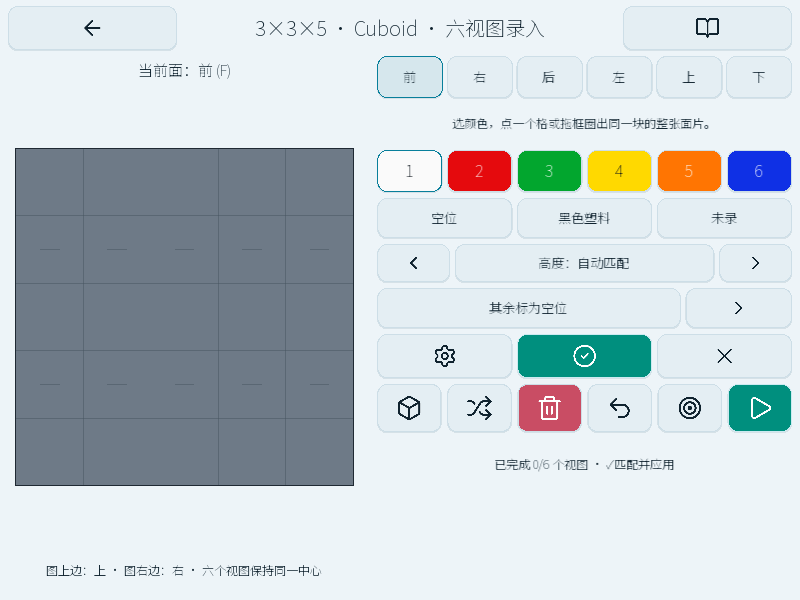 3×3×5 · Cuboid · 六视图录入
当前面：前 (F)
前 右 后 左 上 下
选颜色，点一个格或拖框圈出同一块的整张面片。
1 2 3 4 5 6
空位 黑色塑料 未录
高度：自动匹配
其余标为空位
已完成 0/6 个视图 · ✓匹配并应用
图上边：上 · 图右边：右 · 六个视图保持同一中心